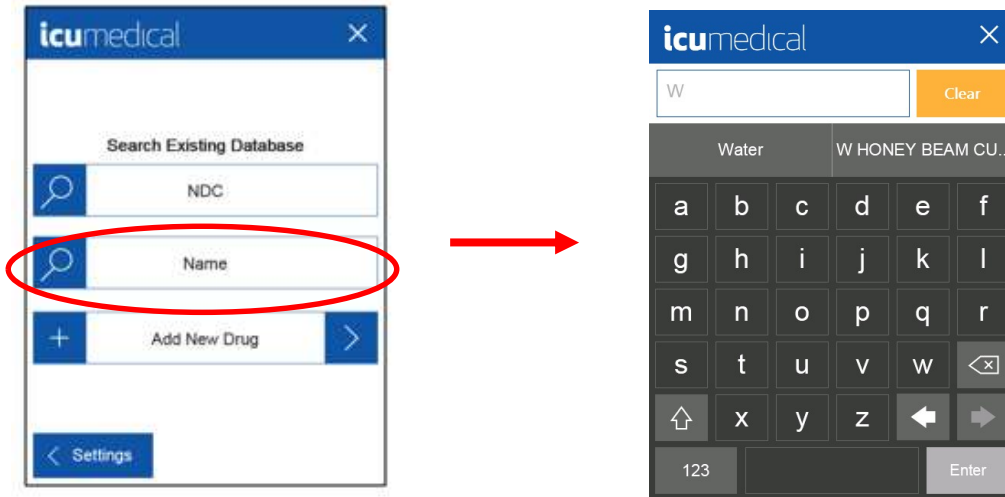 icumedical
Search Existing Database
NDC
Name
Add New Drug
Settings
icumedical
W
Clear
Water
W HONEY BEAM CU..
a b c d e f
g h i j k l
m n o p q r
s t u v w
x y z
123
Enter